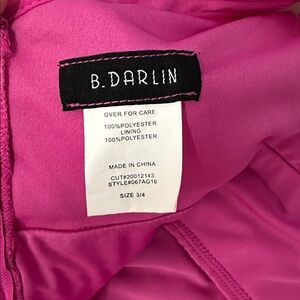 B.DARLIN
OVER FOR CARE
100%POLYESTER
LINING
100%POLYESTER
MADE IN CHINA
CUT#20012143
STYLE#067AG16
SIZE 3/4